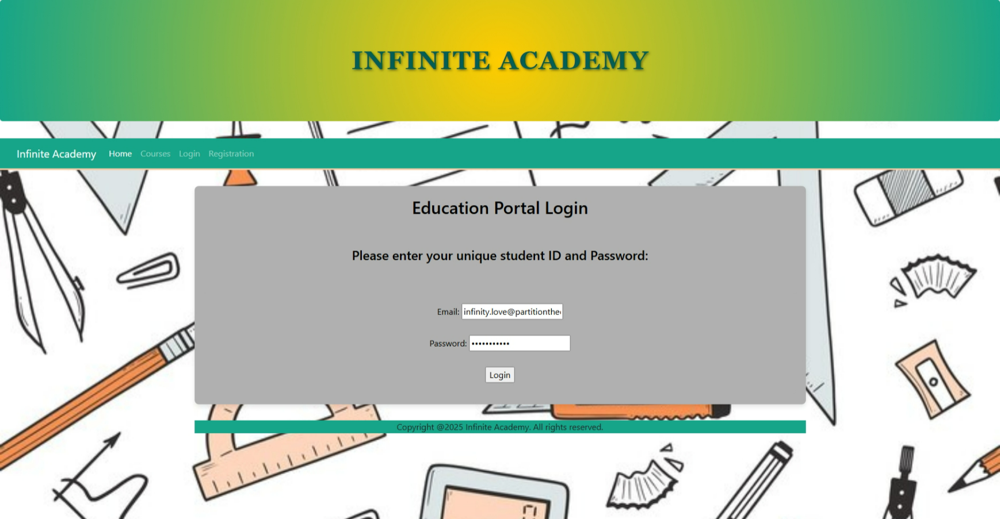 INFINITE ACADEMY
Infinite Academy Home Courses Login Registration
Education Portal Login
Please enter your unique student ID and Password:
Email: infinity.love@partitionthe
Password: •••••••••••
Login
Copyright @2025 Infinite Academy. All rights reserved.